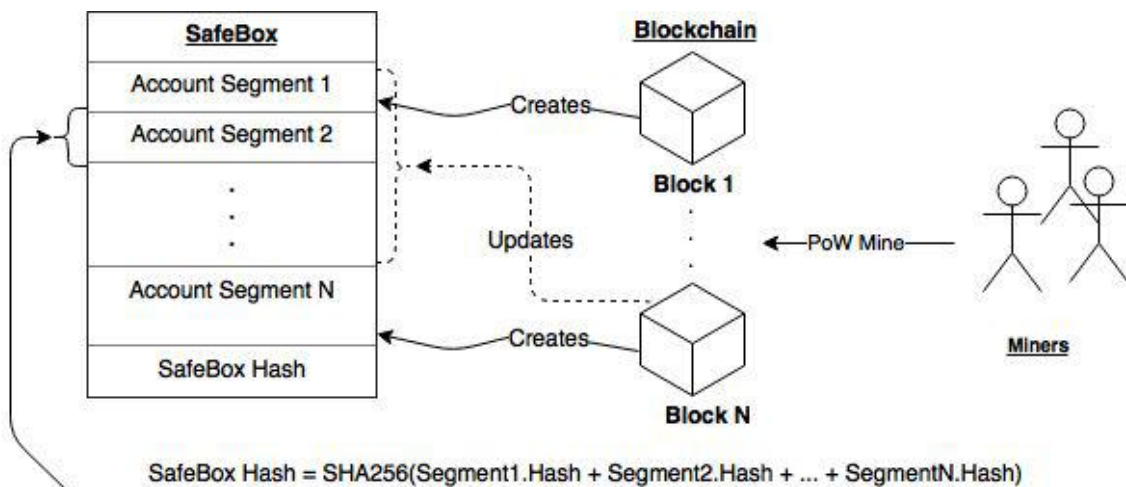 SafeBox
Account Segment 1
Account Segment 2
.
.
.
Account Segment N
SafeBox Hash
Blockchain
Creates
Block 1
.
.
.
Updates
Creates
Block N
PoW Mine
Miners
SafeBox Hash = SHA256(Segment1.Hash + Segment2.Hash + ... + SegmentN.Hash)